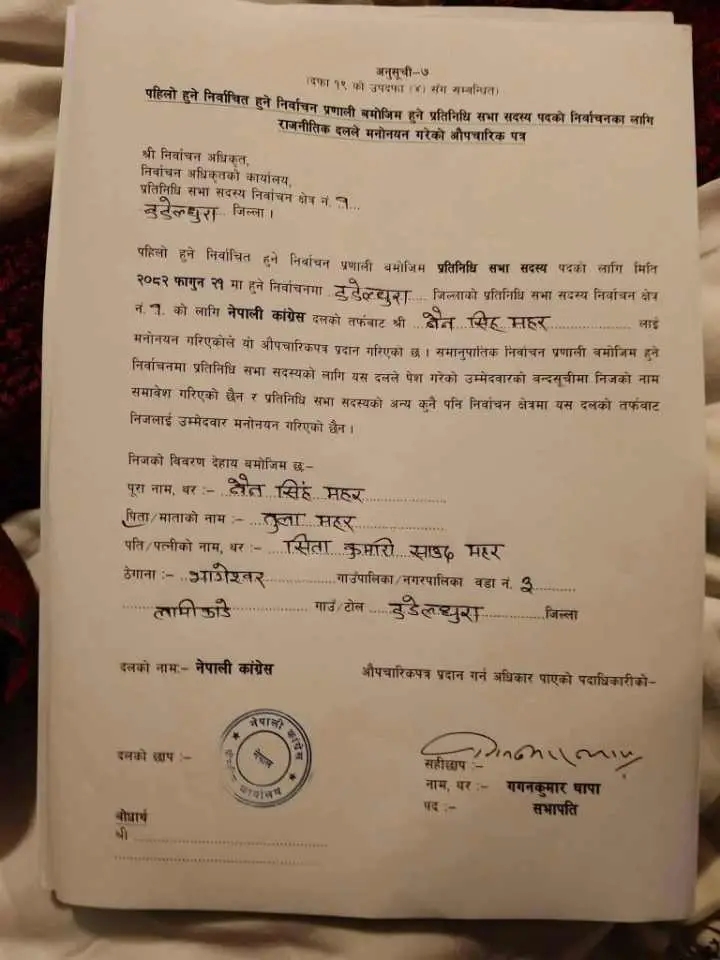 अनुसूची–७
(दफा १९ को उपदफा (४) सँग सम्बन्धित)
पहिलो हुने निर्वाचित हुने निर्वाचन प्रणाली बमोजिम हुने प्रतिनिधि सभा सदस्य पदको निर्वाचनका लागि
राजनीतिक दलले मनोनयन गरेको औपचारिक पत्र
श्री निर्वाचन अधिकृत,
निर्वाचन अधिकृतको कार्यालय,
प्रतिनिधि सभा सदस्य निर्वाचन क्षेत्र नं. १...
डडेल्धुरा जिल्ला ।
पहिलो हुने निर्वाचित हुने निर्वाचन प्रणाली बमोजिम प्रतिनिधि सभा सदस्य पदको लागि मिति
२०८२ फागुन २१ मा हुने निर्वाचनमा डडेल्धुरा.... जिल्लाको प्रतिनिधि सभा सदस्य निर्वाचन क्षेत्र
नं. १. को लागि नेपाली कांग्रेस दलको तर्फबाट श्री ...सिंह महर .................... लाई
मनोनयन गरिएकोले यो औपचारिकपत्र प्रदान गरिएको छ । समानुपातिक निर्वाचन प्रणाली बमोजिम हुने
निर्वाचनमा प्रतिनिधि सभा सदस्यको लागि यस दलले पेश गरेको उम्मेदवारको बन्दसूचीमा निजको नाम
समावेश गरिएको छैन र प्रतिनिधि सभा सदस्यको अन्य कुनै पनि निर्वाचन क्षेत्रमा यस दलको तर्फबाट
निजलाई उम्मेदवार मनोनयन गरिएको छैन ।
निजको विवरण देहाय बमोजिम छः–
पूरा नाम, थर :– ...सिंह महर....................
पिता/माताको नाम :– ...तुला महर....................
पति/पत्नीको नाम, थर :– ....सिता कुमारी साउद महर
ठेगाना :– ..भागेश्वर....................गाउँपालिका/नगरपालिका वडा नं. ३..........
......लामीकाडे.................... गाउँ/टोल ....डडेल्धुरा....................जिल्ला
दलको नामः– नेपाली कांग्रेस
औपचारिकपत्र प्रदान गर्न अधिकार पाएको पदाधिकारीको–
दलको छाप :–
नेपाली कांग्रेस
नेपाल
कार्यालय
सहीछाप :–
नाम, थर :– गगनकुमार थापा
पद :– सभापति
बोधार्थ
श्री ........................................
........................................